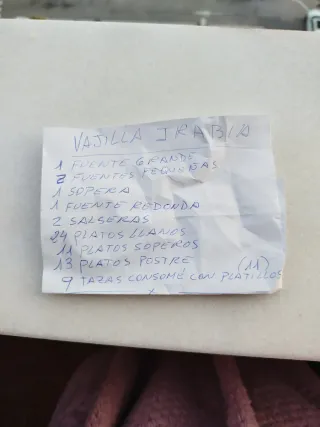 VAJILLA IRABIA
1 FUENTE GRANDE
2 FUENTES PEQUEÑAS
1 SOPERA
1 FUENTE REDONDA
2 SALSERAS
24 PLATOS LLANOS
11 PLATOS SOPEROS
13 PLATOS POSTRE
9 TAZAS CONSOMÉ CON PLATILLOS (11)